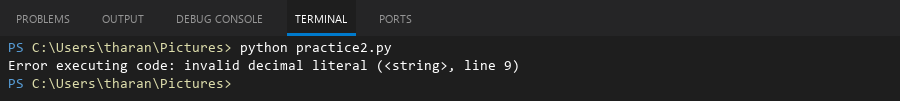 PROBLEMS OUTPUT DEBUG CONSOLE TERMINAL PORTS
PS C:\Users\tharan\Pictures> python practice2.py
Error executing code: invalid decimal literal (<string>, line 9)
PS C:\Users\tharan\Pictures>